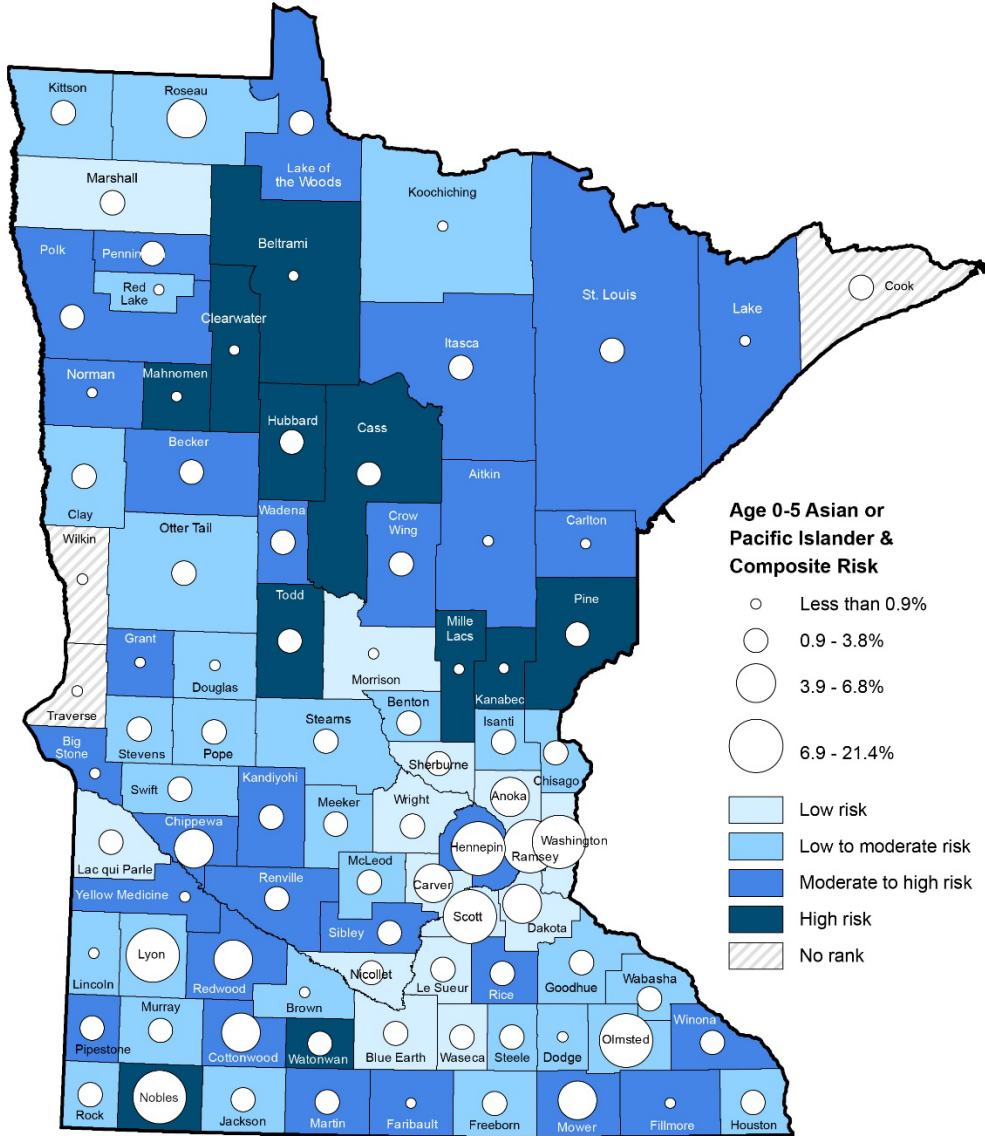 Kittson
Roseau
Lake of
the Woods
Marshall
Koochiching
Beltrami
Polk
Red
Lake
St. Louis
Cook
Lake
Clearwater
Itasca
Norman
Mahnomen
Hubbard
Cass
Becker
Aitkin
Clay
Otter Tail
Wadena
Crow
Wing
Carlton
Wilkin
Todd
Pine
Mille
Lacs
Grant
Douglas
Morrison
Kanabec
Traverse
Benton
Isanti
Stevens
Pope
Stearns
Big
Stone
Sherburne
Chisago
Swift
Kandiyohi
Meeker
Wright
Anoka
Chippewa
Hennepin
Ramsey
Washington
Lac qui Parle
McLeod
Carver
Yellow Medicine
Renville
Scott
Dakota
Sibley
Lincoln
Lyon
Redwood
Nicollet
Le Sueur
Rice
Goodhue
Wabasha
Brown
Murray
Pipestone
Cottonwood
Watonwan
Blue Earth
Waseca
Steele
Dodge
Olmsted
Winona
Rock
Nobles
Jackson
Martin
Faribault
Freeborn
Mower
Fillmore
Houston
Age 0-5 Asian or
Pacific Islander &
Composite Risk
Less than 0.9%
0.9 - 3.8%
3.9 - 6.8%
6.9 - 21.4%
Low risk
Low to moderate risk
Moderate to high risk
High risk
No rank